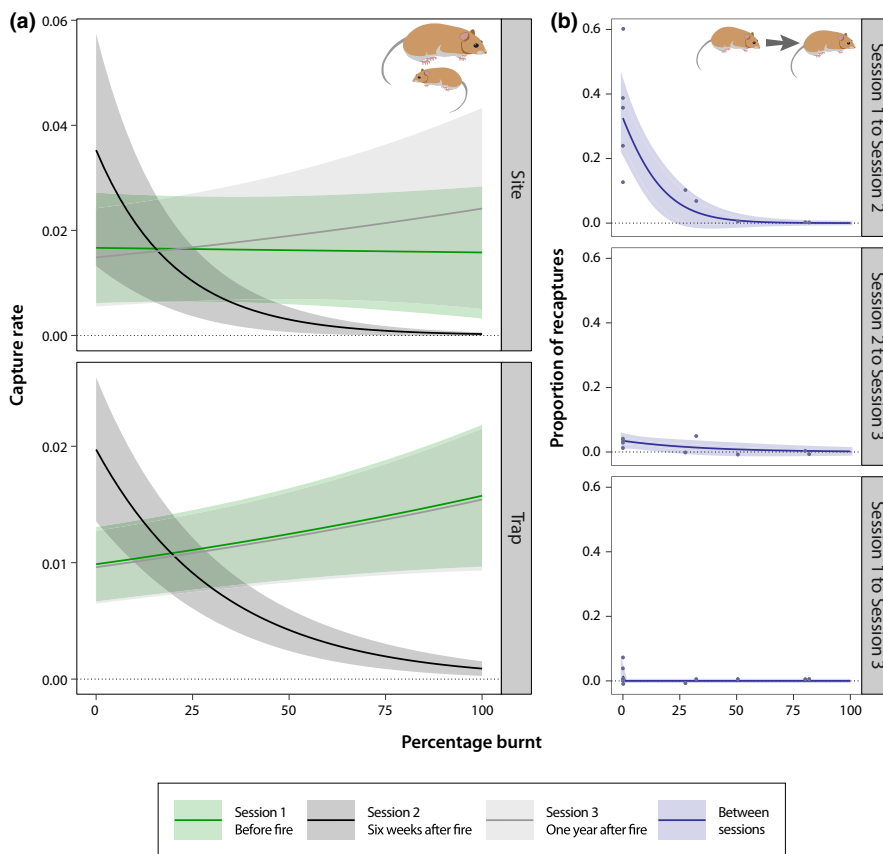 (a)
0.06
0.04
0.02
0.00
Site
0.02
0.01
0.00
Trap
0
25
50
75
100
Capture rate
(b)
0.6
0.4
0.2
0.0
Session 1 to Session 2
0.6
0.4
0.2
0.0
Session 2 to Session 3
0.6
0.4
0.2
0.0
Session 1 to Session 3
0
25
50
75
100
Proportion of recaptures
Percentage burnt
Session 1
Before fire
Session 2
Six weeks after fire
Session 3
One year after fire
Between
sessions